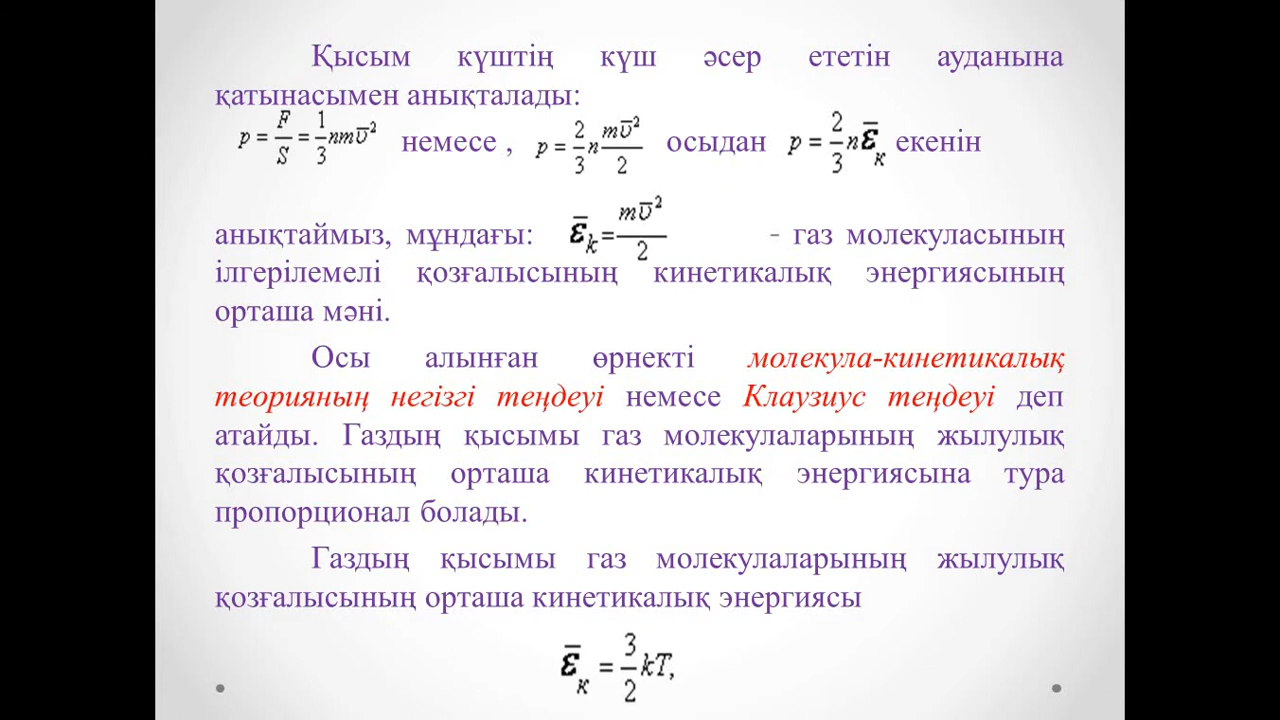 Қысым күштің күш әсер ететін ауданына
қатынасымен анықталады:
p = F/S = 1/3 nmῡ² немесе , p = 2/3 n mῡ²/2 осыдан p = 2/3 n ε̄к екенін
анықтаймыз, мұндағы: ε̄k = mῡ²/2 - газ молекуласының
ілгерілемелі қозғалысының кинетикалық энергиясының
орташа мәні.
Осы алынған өрнекті молекула-кинетикалық
теорияның негізгі теңдеуі немесе Клаузиус теңдеуі деп
атайды. Газдың қысымы газ молекулаларының жылулық
қозғалысының орташа кинетикалық энергиясына тура
пропорционал болады.
Газдың қысымы газ молекулаларының жылулық
қозғалысының орташа кинетикалық энергиясы
ε̄к = 3/2 kT,